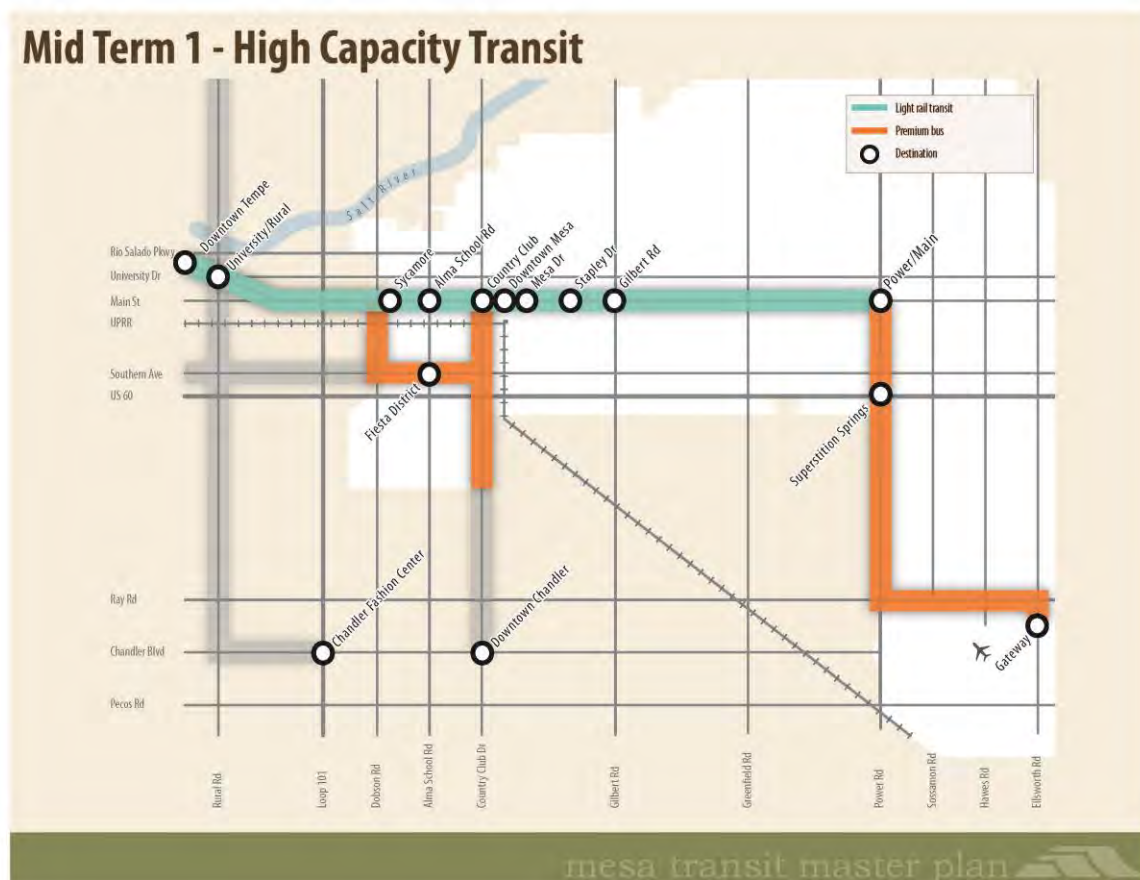 Mid Term 1 - High Capacity Transit
Light rail transit
Premium bus
Destination
Salt River
Downtown Tempe
University/Rural
Sycamore
Alma School Rd
Country Club
Downtown Mesa
Mesa Dr
Stapley Dr
Gilbert Rd
Power/Main
Rio Salado Pkwy
University Dr
Main St
UPRR
Southern Ave
US 60
Fiesta District
Superstition Springs
Chandler Fashion Center
Downtown Chandler
Gateway
Ray Rd
Chandler Blvd
Pecos Rd
Rural Rd
Loop 101
Dobson Rd
Alma School Rd
Country Club Dr
Gilbert Rd
Greenfield Rd
Power Rd
Sossamon Rd
Hawes Rd
Ellsworth Rd
mesa transit master plan